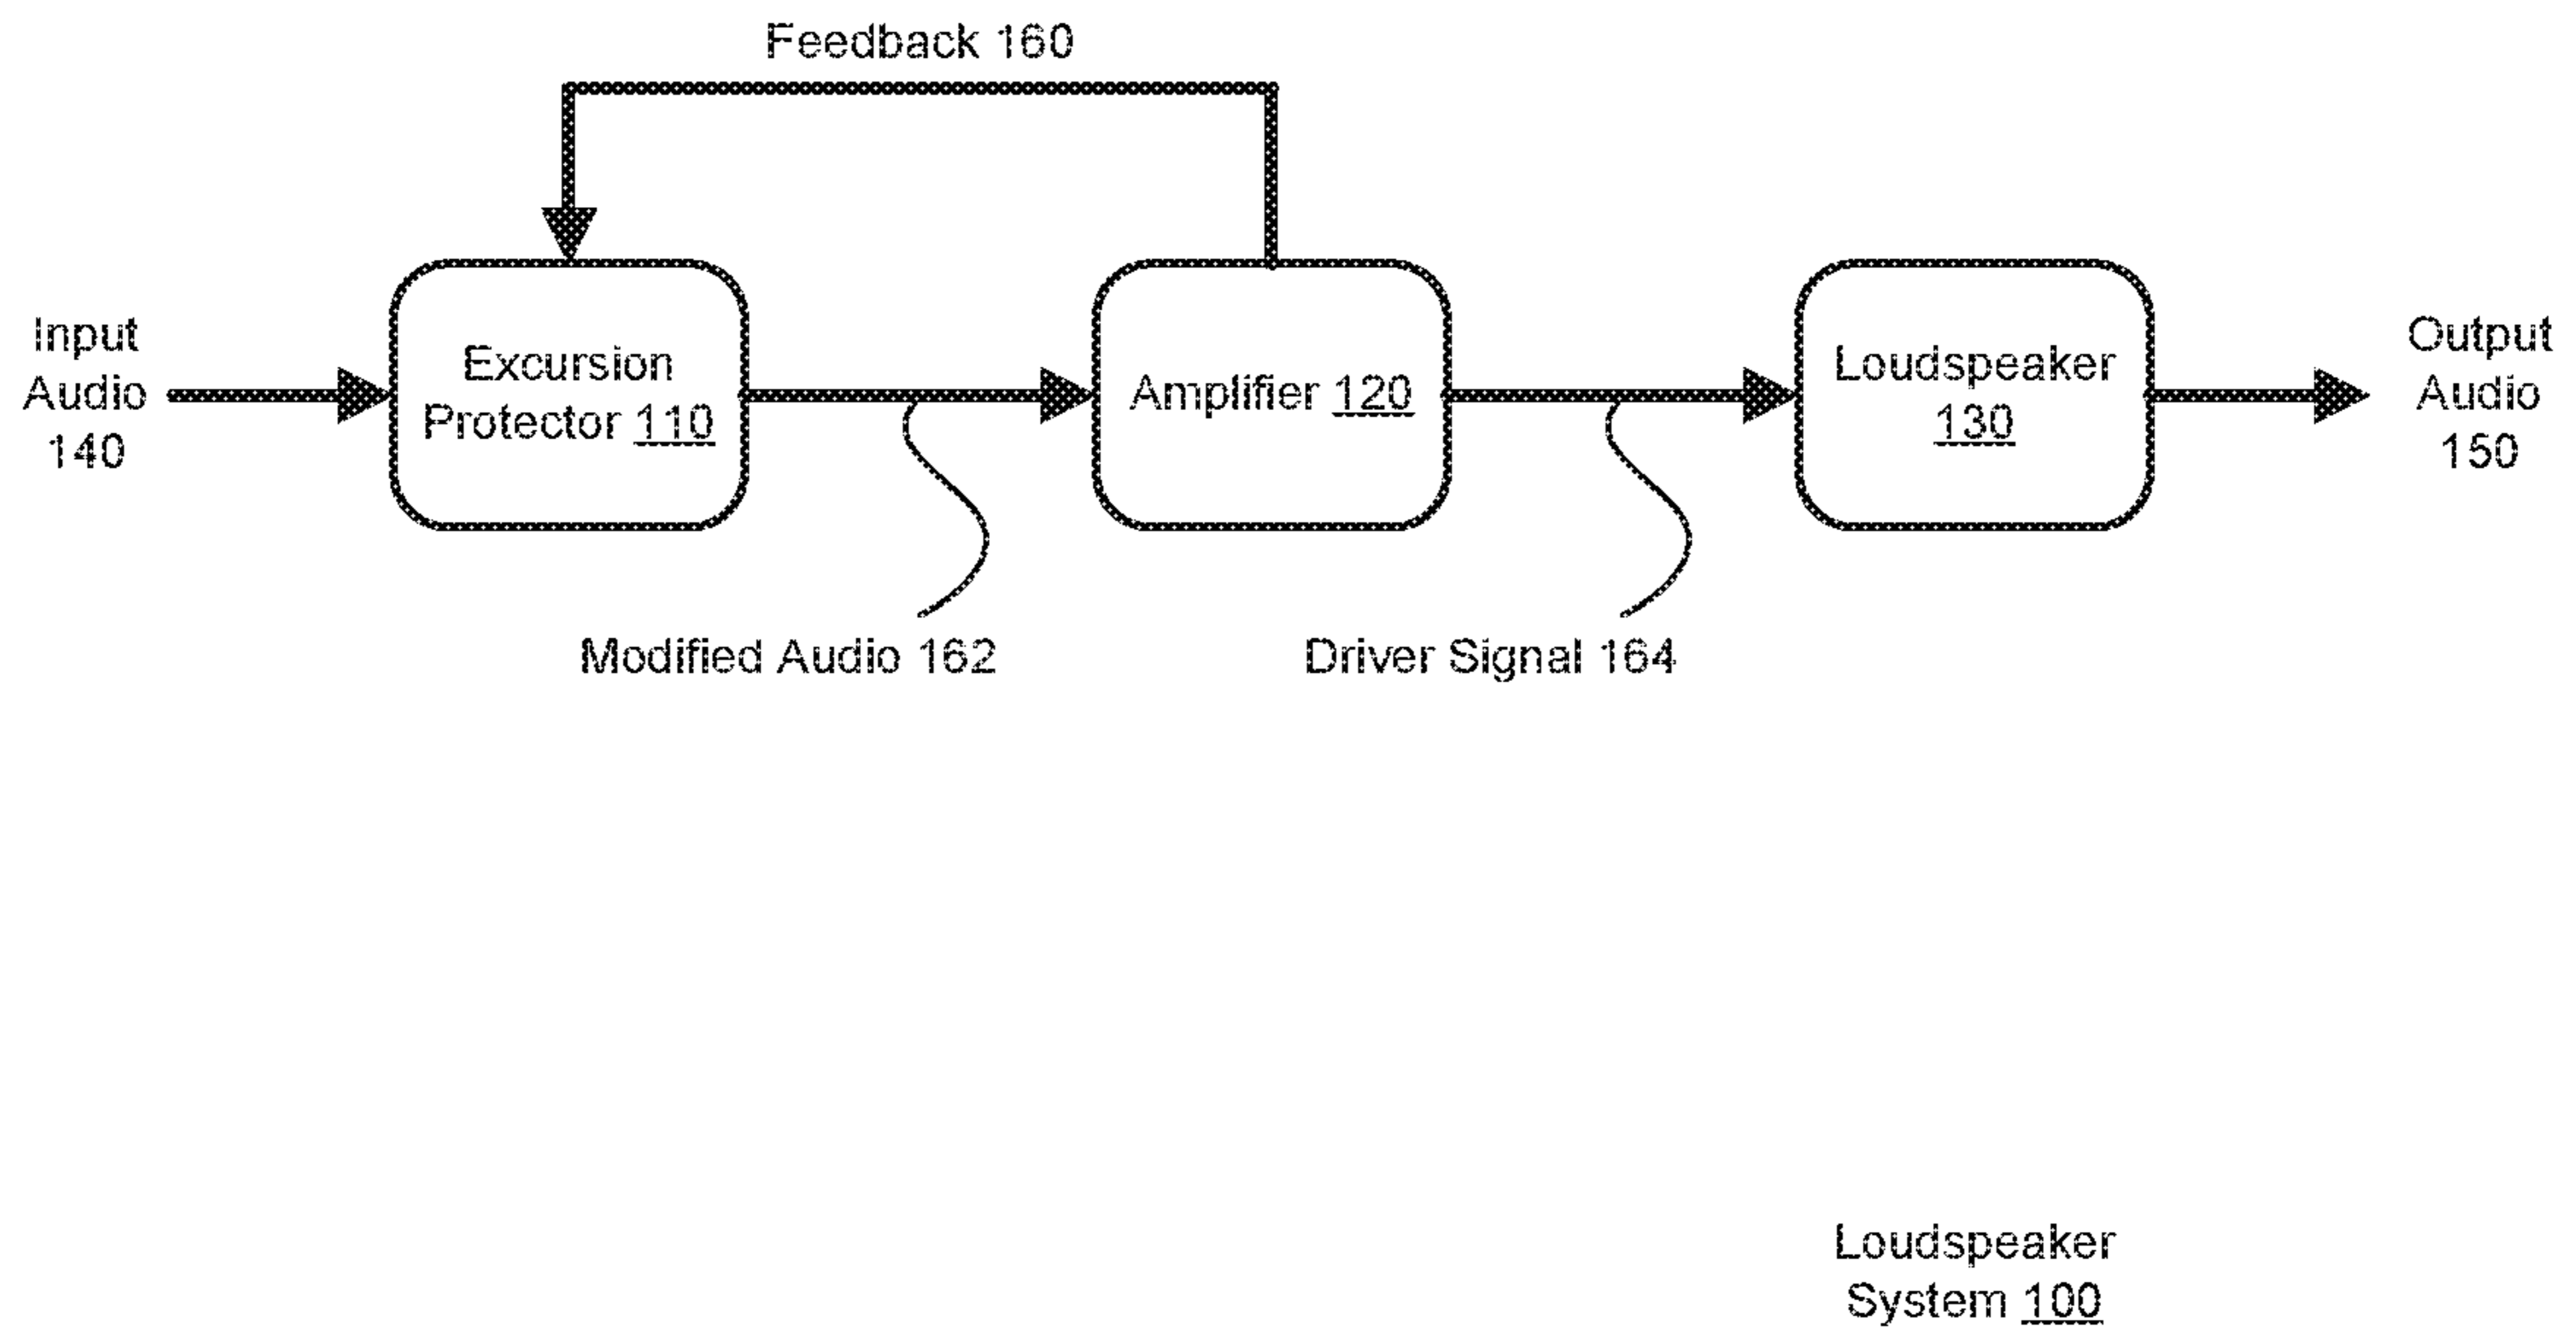 Feedback 160
Input
Audio
140
Excursion
Protector 110
Amplifier 120
Loudspeaker
130
Output
Audio
150
Modified Audio 162
Driver Signal 164
Loudspeaker
System 100